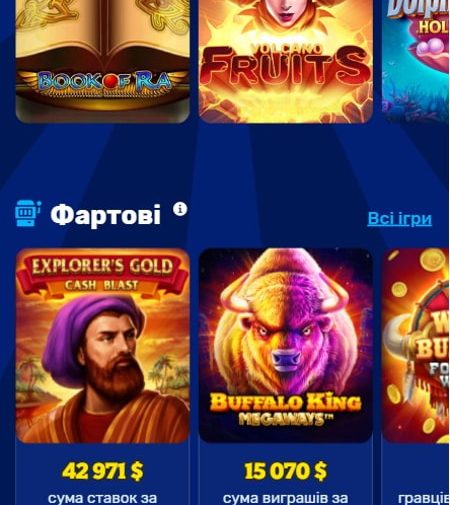 BOOK OF RA
VOLCANO
FRUITS
HOL
Фартові
Всі ігри
EXPLORER'S GOLD
CASH BLAST
BUFFALO KING
MEGAWAYS™
42 971 $
15 070 $
сума ставок за
сума виграшів за
гравців